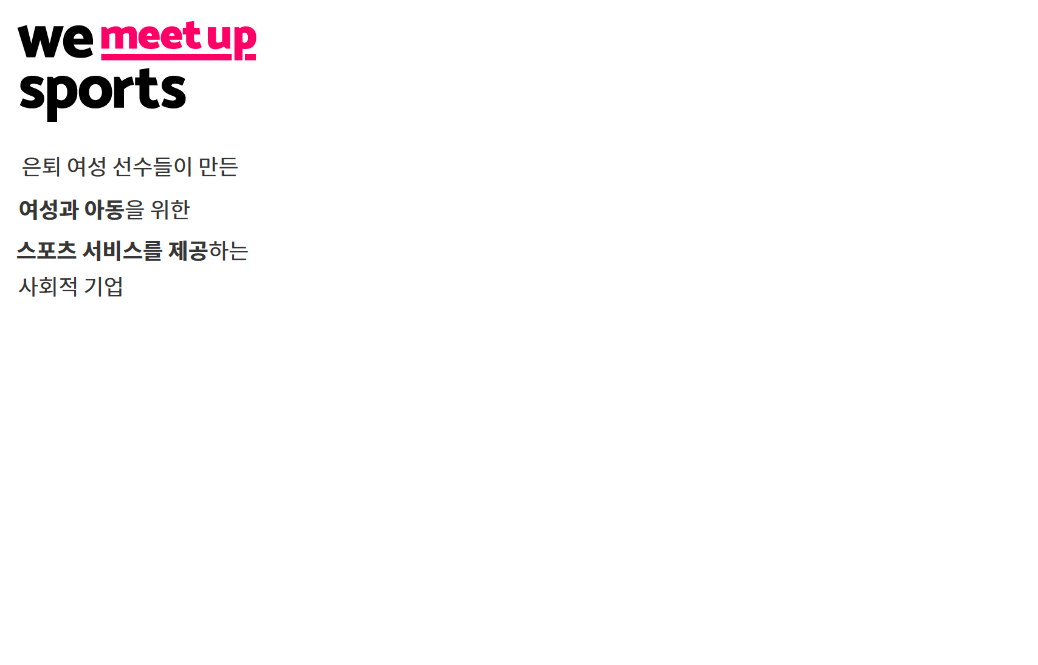 we meet up
sports
은퇴 여성 선수들이 만든
여성과 아동을 위한
스포츠 서비스를 제공하는
사회적 기업